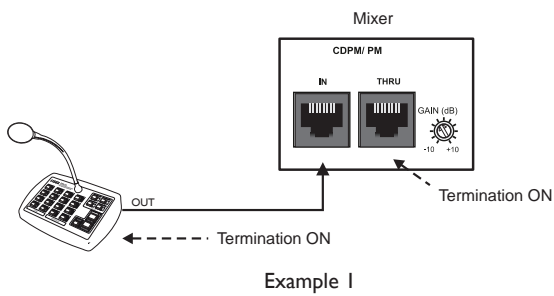 Mixer
CDPM/ PM
IN THRU
GAIN (dB)
-10 +10
OUT
Termination ON
Termination ON
Example 1